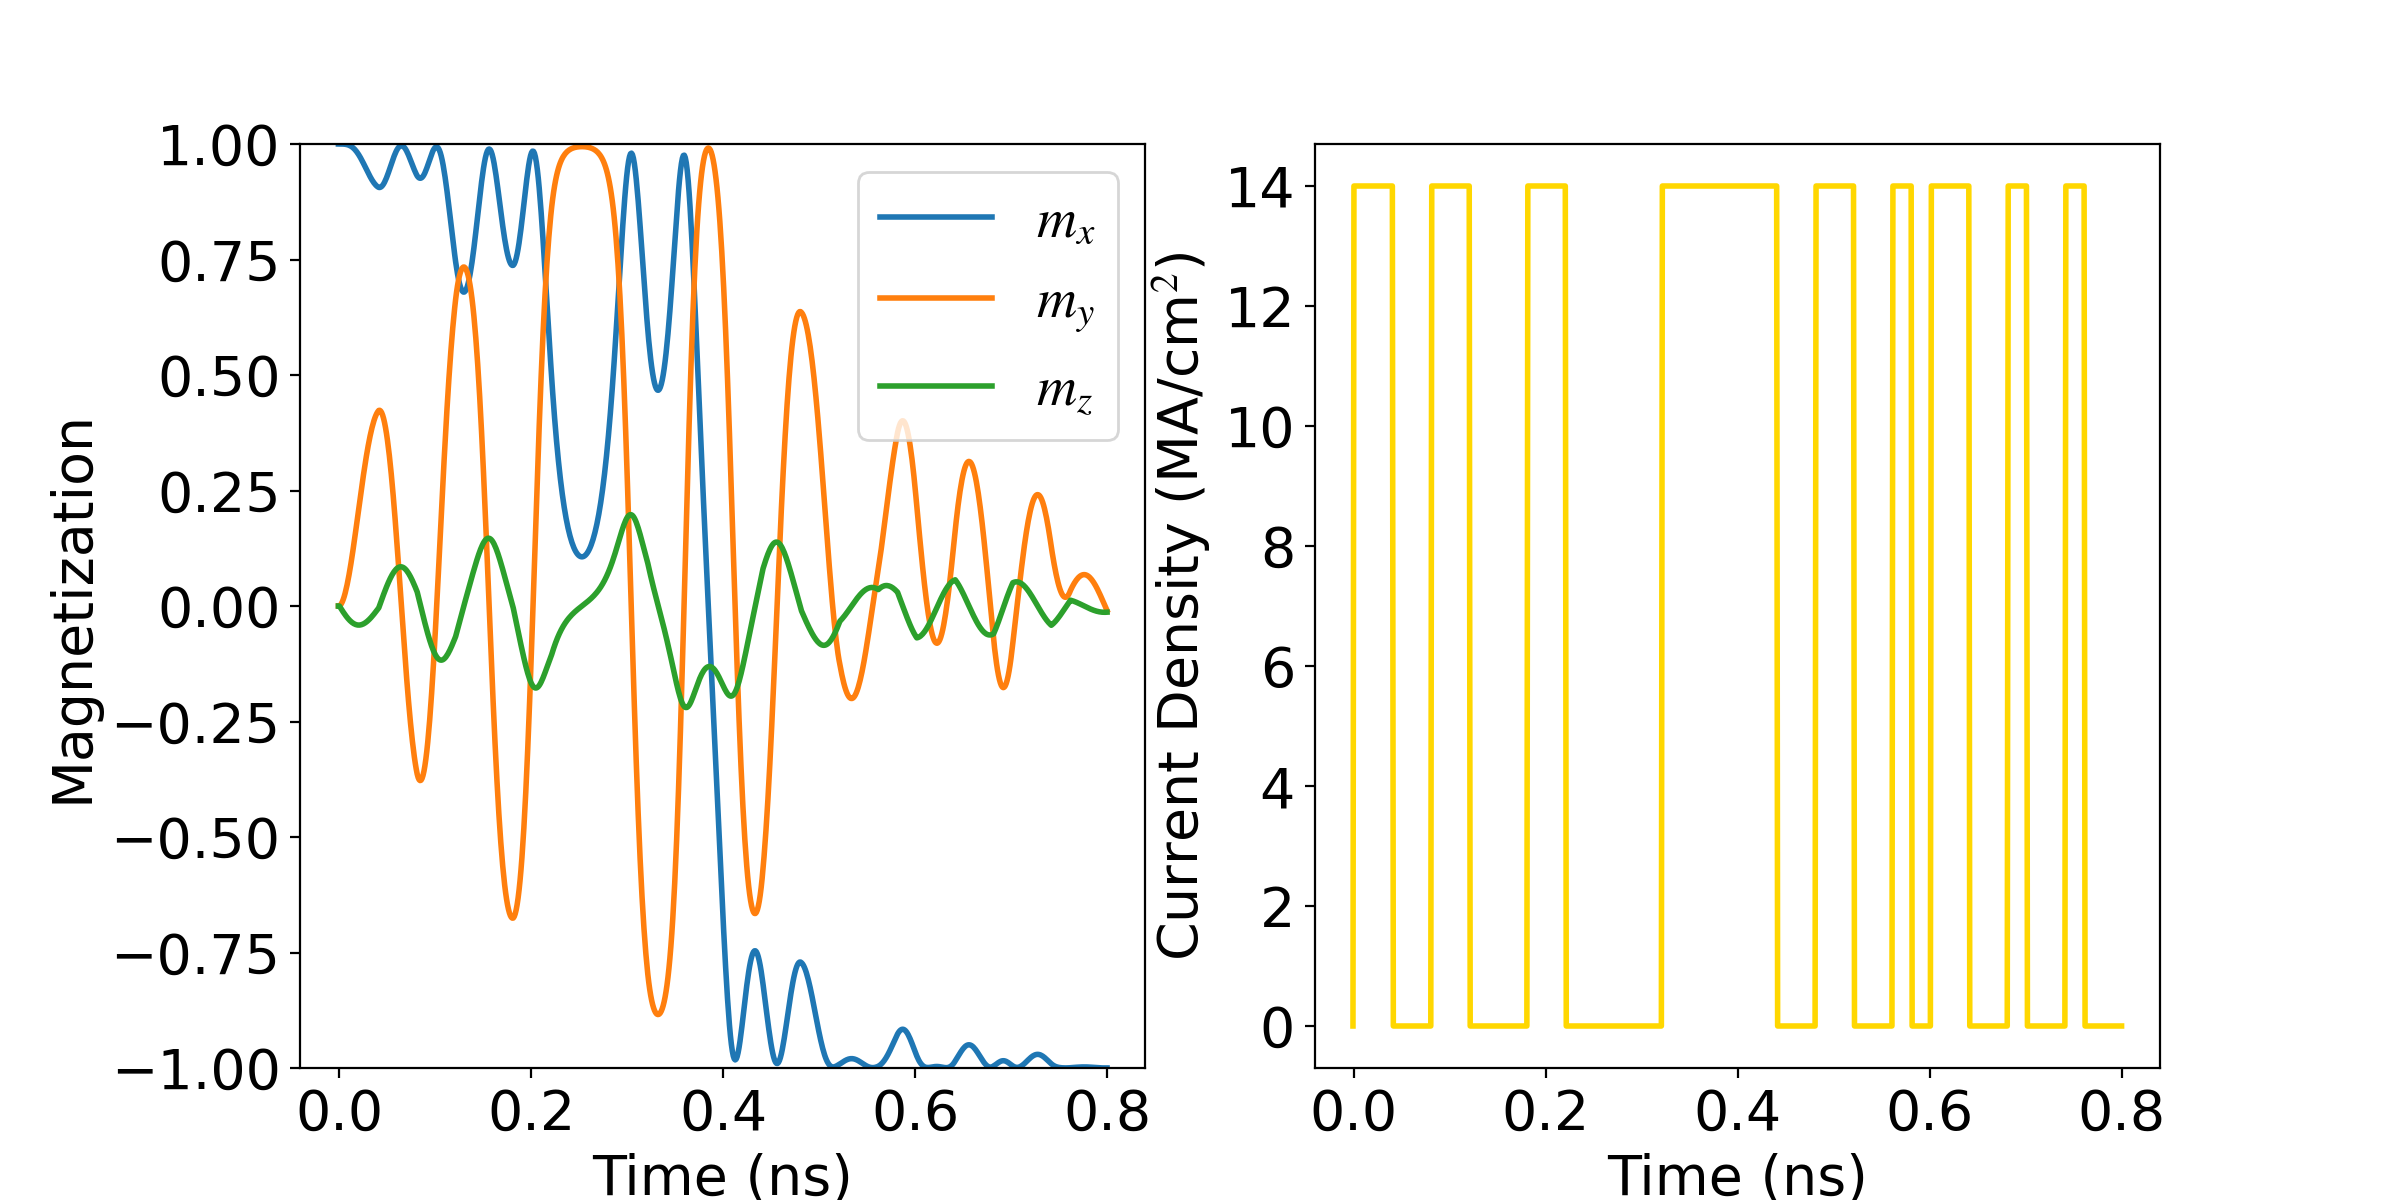 Magnetization
1.00
0.75
0.50
0.25
0.00
−0.25
−0.50
−0.75
−1.00
0.0 0.2 0.4 0.6 0.8
Time (ns)
m_x
m_y
m_z
Current Density (MA/cm²)
14
12
10
8
6
4
2
0
0.0 0.2 0.4 0.6 0.8
Time (ns)